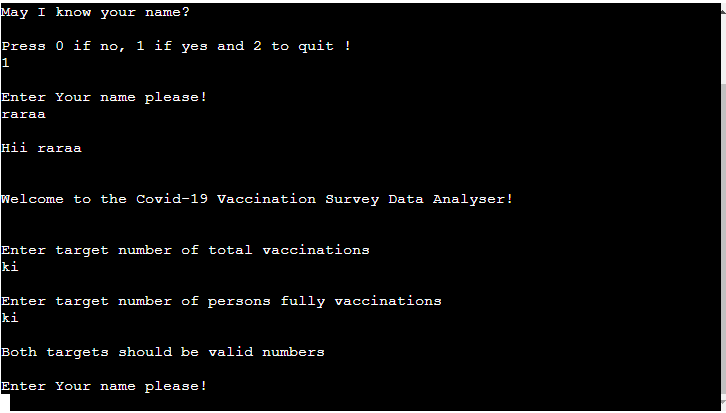 May I know your name?
Press 0 if no, 1 if yes and 2 to quit !
1
Enter Your name please!
raraa
Hii raraa
Welcome to the Covid-19 Vaccination Survey Data Analyser!
Enter target number of total vaccinations
ki
Enter target number of persons fully vaccinations
ki
Both targets should be valid numbers
Enter Your name please!